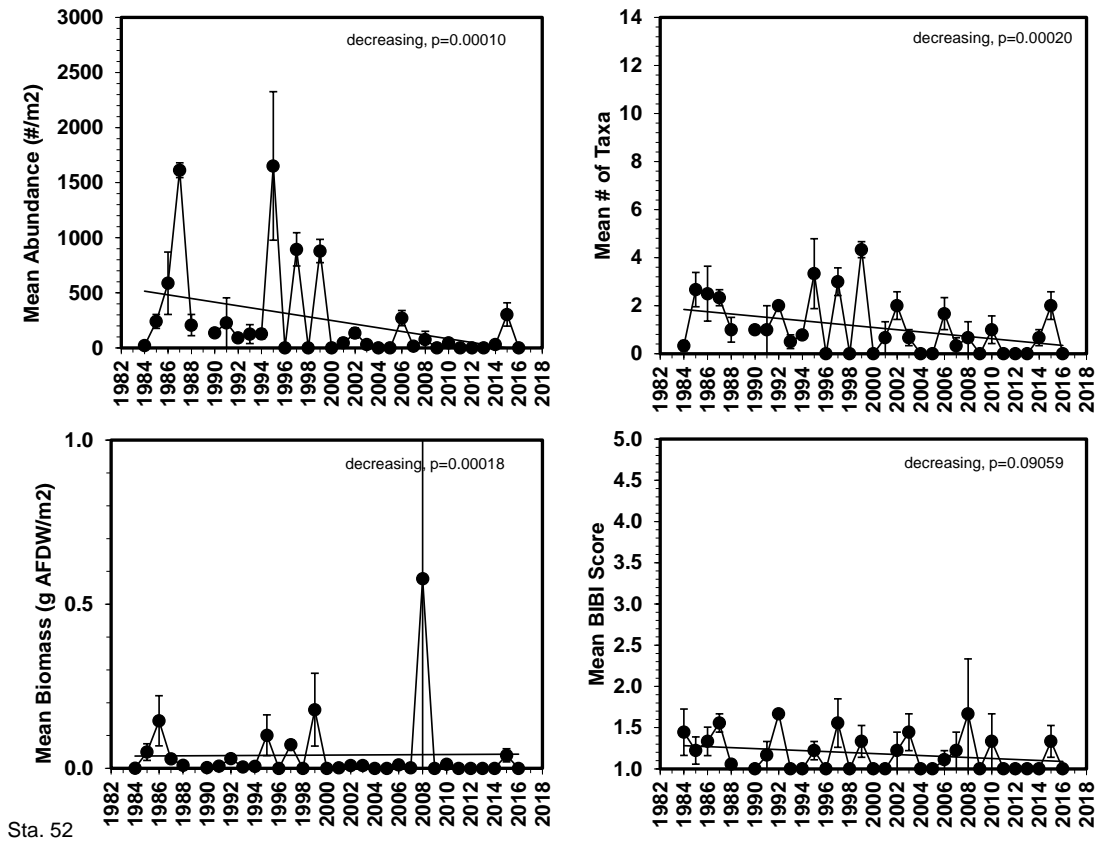 decreasing, p=0.00010
Mean Abundance (#/m2)
3000
2500
2000
1500
1000
500
0
1982 1984 1986 1988 1990 1992 1994 1996 1998 2000 2002 2004 2006 2008 2010 2012 2014 2016 2018
decreasing, p=0.00020
Mean # of Taxa
14
12
10
8
6
4
2
0
1982 1984 1986 1988 1990 1992 1994 1996 1998 2000 2002 2004 2006 2008 2010 2012 2014 2016 2018
decreasing, p=0.00018
Mean Biomass (g AFDW/m2)
1.0
0.5
0.0
1982 1984 1986 1988 1990 1992 1994 1996 1998 2000 2002 2004 2006 2008 2010 2012 2014 2016 2018
decreasing, p=0.09059
Mean BIBI Score
5.0
4.5
4.0
3.5
3.0
2.5
2.0
1.5
1.0
1982 1984 1986 1988 1990 1992 1994 1996 1998 2000 2002 2004 2006 2008 2010 2012 2014 2016 2018
Sta. 52